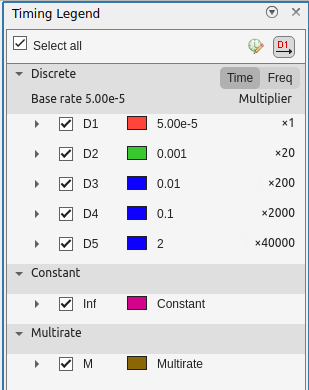 Timing Legend
Select all
D1
Discrete Time Freq
Base rate 5.00e-5 Multiplier
D1 5.00e-5 ×1
D2 0.001 ×20
D3 0.01 ×200
D4 0.1 ×2000
D5 2 ×40000
Constant
Inf Constant
Multirate
M Multirate